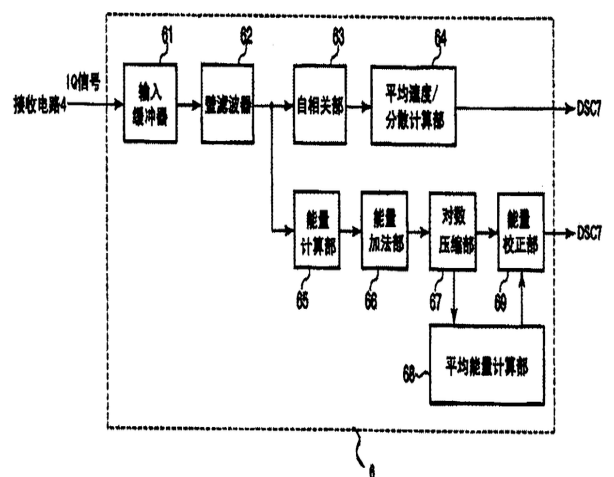 61
62
63
64
IQ信号
接收电路4
输入
缓冲器
壁滤波器
自相关部
平均速度/
分散计算部
DSC7
能量
计算部
能量
加法部
对数
压缩部
能量
校正部
DSC7
65
66
67
69
68
平均能量计算部
6